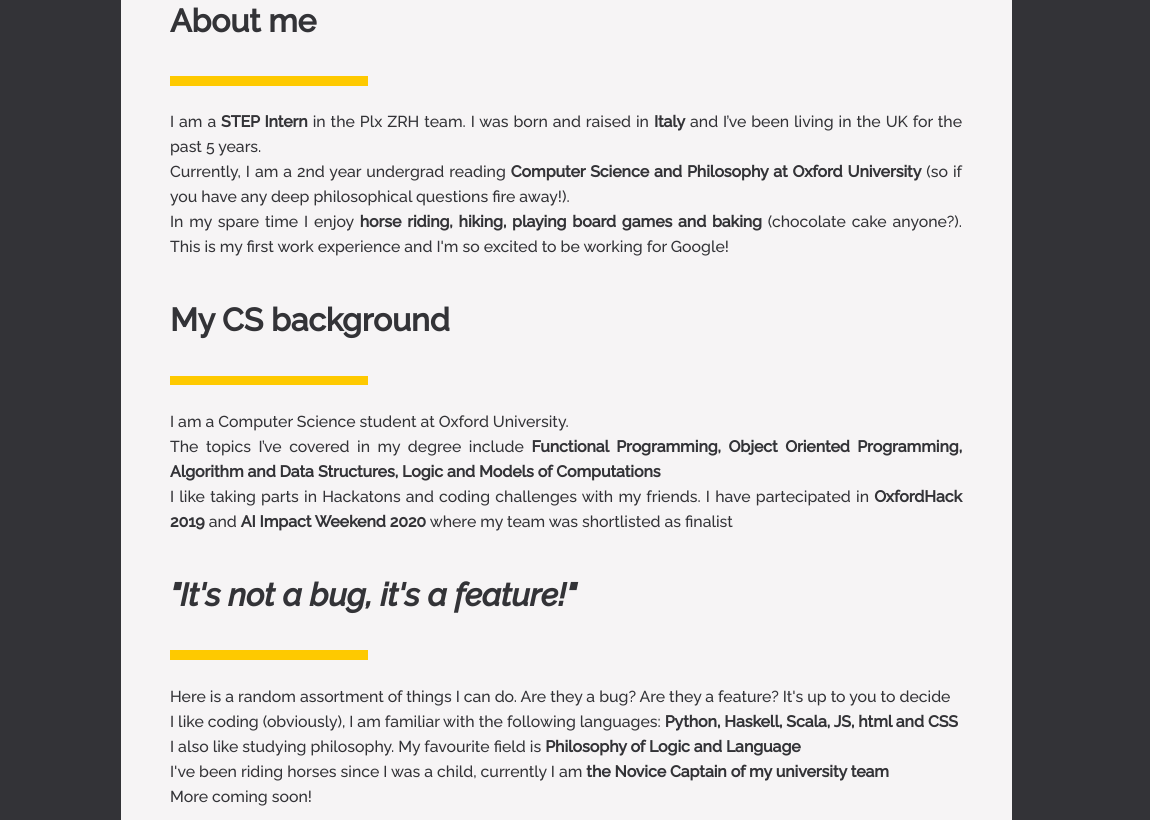 About me
I am a STEP Intern in the Plx ZRH team. I was born and raised in Italy and I've been living in the UK for the
past 5 years.
Currently, I am a 2nd year undergrad reading Computer Science and Philosophy at Oxford University (so if
you have any deep philosophical questions fire away!).
In my spare time I enjoy horse riding, hiking, playing board games and baking (chocolate cake anyone?).
This is my first work experience and I'm so excited to be working for Google!
My CS background
I am a Computer Science student at Oxford University.
The topics I've covered in my degree include Functional Programming, Object Oriented Programming,
Algorithm and Data Structures, Logic and Models of Computations
I like taking parts in Hackatons and coding challenges with my friends. I have partecipated in OxfordHack
2019 and AI Impact Weekend 2020 where my team was shortlisted as finalist
"It's not a bug, it's a feature!"
Here is a random assortment of things I can do. Are they a bug? Are they a feature? It's up to you to decide
I like coding (obviously), I am familiar with the following languages: Python, Haskell, Scala, JS, html and CSS
I also like studying philosophy. My favourite field is Philosophy of Logic and Language
I've been riding horses since I was a child, currently I am the Novice Captain of my university team
More coming soon!